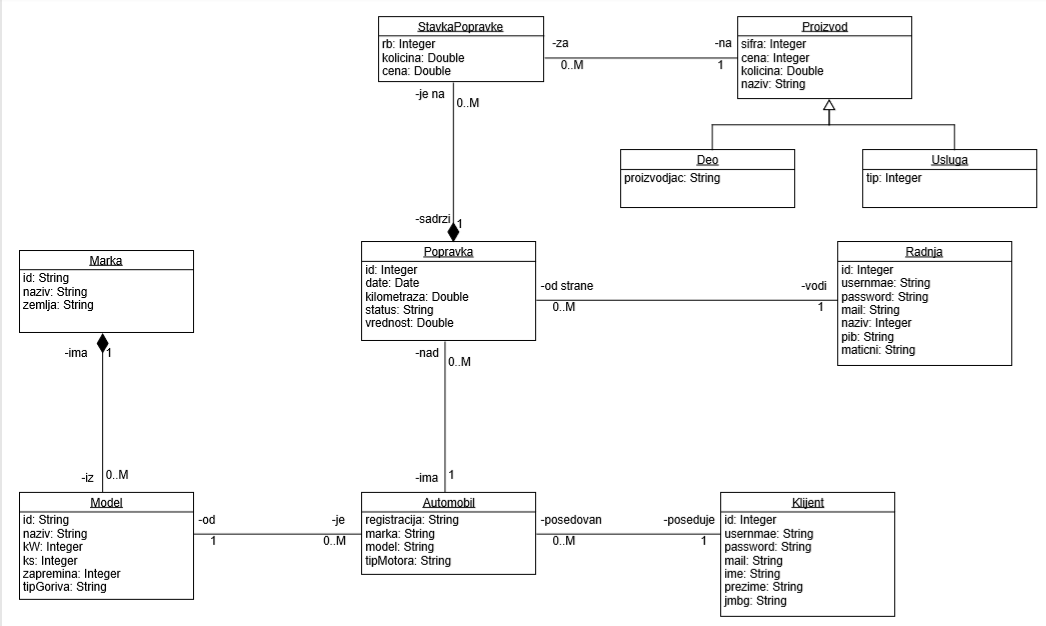 StavkaPopravke
rb: Integer
kolicina: Double
cena: Double
-za
0..M
-na
1
Proizvod
sifra: Integer
cena: Integer
kolicina: Double
naziv: String
-je na
0..M
Deo
proizvodjac: String
Usluga
tip: Integer
-sadrzi
1
Marka
id: String
naziv: String
zemlja: String
Popravka
id: Integer
date: Date
kilometraza: Double
status: String
vrednost: Double
-od strane
0..M
-vodi
1
Radnja
id: Integer
usernmae: String
password: String
mail: String
naziv: Integer
pib: String
maticni: String
-ima
1
-nad
0..M
-iz
0..M
-ima
1
Model
id: String
naziv: String
kW: Integer
ks: Integer
zapremina: Integer
tipGoriva: String
-od
1
-je
0..M
Automobil
registracija: String
marka: String
model: String
tipMotora: String
-posedovan
0..M
-poseduje
1
Klijent
id: Integer
usernmae: String
password: String
mail: String
ime: String
prezime: String
jmbg: String